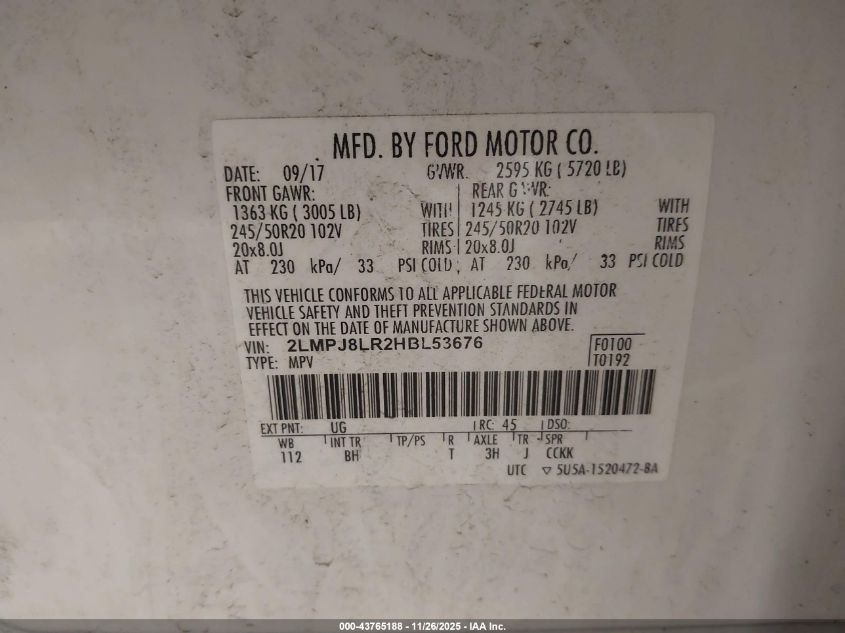 MFD. BY FORD MOTOR CO.
DATE: 09/17 GVWR: 2595 KG ( 5720 LB)
FRONT GAWR: REAR GAWR:
1363 KG ( 3005 LB) WITH 1245 KG ( 2745 LB) WITH
245/50R20 102V TIRES 245/50R20 102V TIRES
20x8.0J RIMS 20x8.0J RIMS
AT 230 kPa/ 33 PSI COLD; AT 230 kPa/ 33 PSI COLD
THIS VEHICLE CONFORMS TO ALL APPLICABLE FEDERAL MOTOR
VEHICLE SAFETY AND THEFT PREVENTION STANDARDS IN
EFFECT ON THE DATE OF MANUFACTURE SHOWN ABOVE.
VIN: 2LMPJ8LR2HBL53676 F0100
TYPE: MPV T0192
EXT PNT: UG RC: 45 DSO:
WB INT TR TP/PS R AXLE TR SPR
112 BH T 3H J CCKK
UTC ▽ 5U5A-1520472-BA
000-43765188 - 11/26/2025 - IAA Inc.